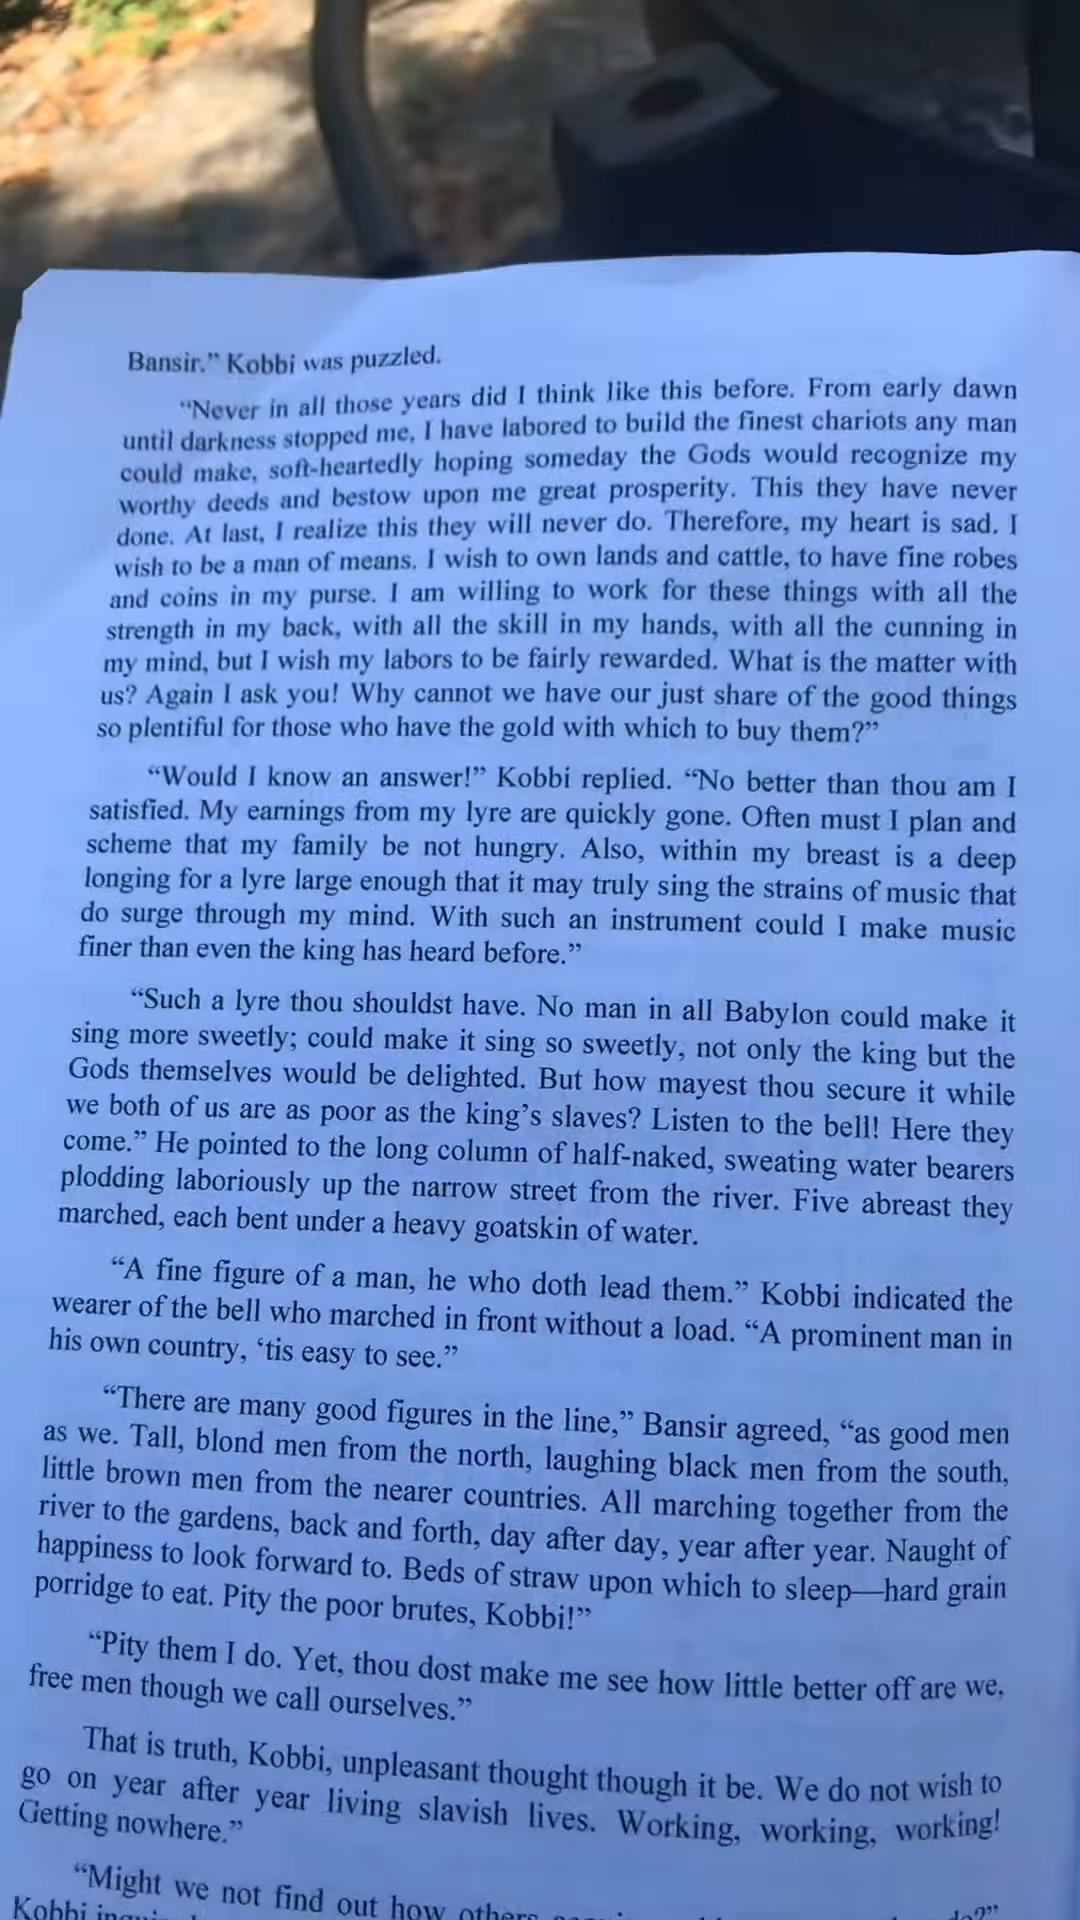 Bansir.” Kobbi was puzzled.
“Never in all those years did I think like this before. From early dawn
until darkness stopped me, I have labored to build the finest chariots any man
could make, soft-heartedly hoping someday the Gods would recognize my
worthy deeds and bestow upon me great prosperity. This they have never
done. At last, I realize this they will never do. Therefore, my heart is sad. I
wish to be a man of means. I wish to own lands and cattle, to have fine robes
and coins in my purse. I am willing to work for these things with all the
strength in my back, with all the skill in my hands, with all the cunning in
my mind, but I wish my labors to be fairly rewarded. What is the matter with
us? Again I ask you! Why cannot we have our just share of the good things
so plentiful for those who have the gold with which to buy them?”
“Would I know an answer!” Kobbi replied. “No better than thou am I
satisfied. My earnings from my lyre are quickly gone. Often must I plan and
scheme that my family be not hungry. Also, within my breast is a deep
longing for a lyre large enough that it may truly sing the strains of music that
do surge through my mind. With such an instrument could I make music
finer than even the king has heard before.”
“Such a lyre thou shouldst have. No man in all Babylon could make it
sing more sweetly; could make it sing so sweetly, not only the king but the
Gods themselves would be delighted. But how mayest thou secure it while
we both of us are as poor as the king’s slaves? Listen to the bell! Here they
come.” He pointed to the long column of half-naked, sweating water bearers
plodding laboriously up the narrow street from the river. Five abreast they
marched, each bent under a heavy goatskin of water.
“A fine figure of a man, he who doth lead them.” Kobbi indicated the
wearer of the bell who marched in front without a load. “A prominent man in
his own country, ‘tis easy to see.”
“There are many good figures in the line,” Bansir agreed, “as good men
as we. Tall, blond men from the north, laughing black men from the south,
little brown men from the nearer countries. All marching together from the
river to the gardens, back and forth, day after day, year after year. Naught of
happiness to look forward to. Beds of straw upon which to sleep—hard grain
porridge to eat. Pity the poor brutes, Kobbi!”
“Pity them I do. Yet, thou dost make me see how little better off are we,
free men though we call ourselves.”
That is truth, Kobbi, unpleasant thought though it be. We do not wish to
go on year after year living slavish lives. Working, working, working!
Getting nowhere.”
“Might we not find out how others do?”
Kobbi